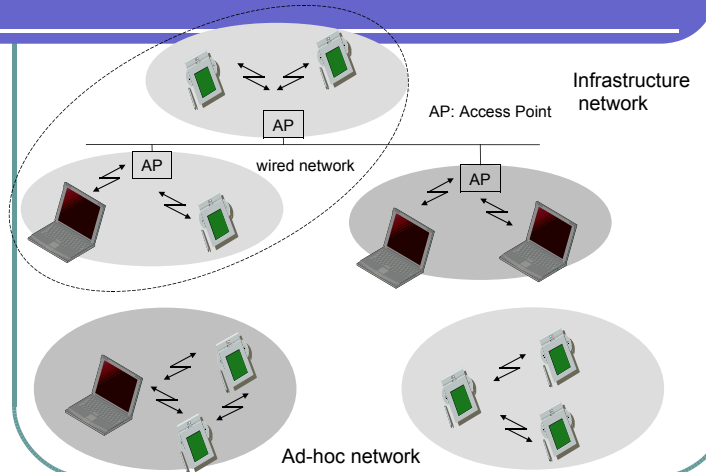 Infrastructure
network
AP: Access Point
AP
AP
wired network
AP
Ad-hoc network